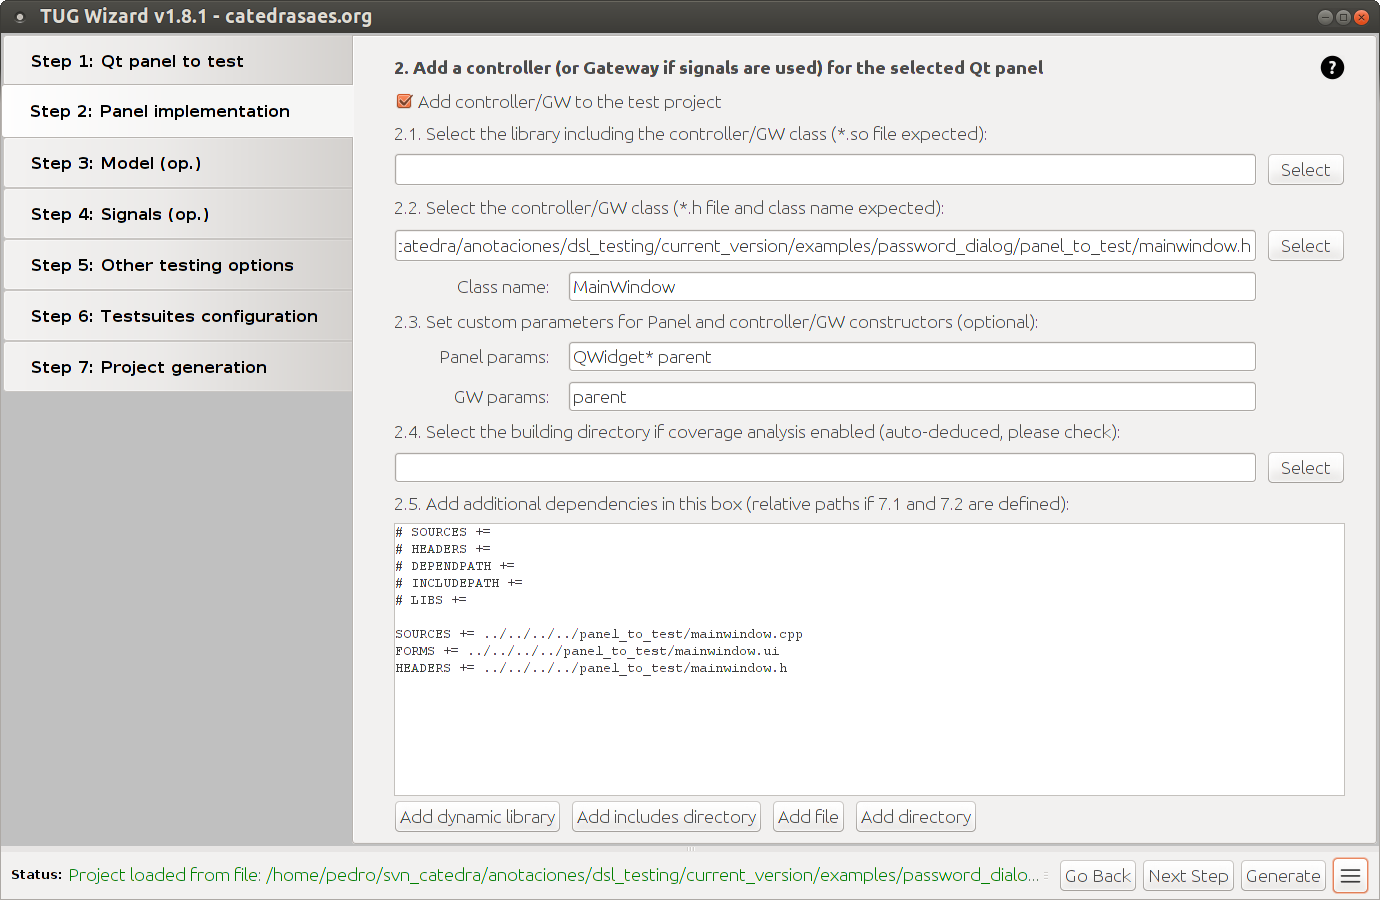 TUG Wizard v1.8.1 - catedrasaes.org
Step 1: Qt panel to test
Step 2: Panel implementation
Step 3: Model (op.)
Step 4: Signals (op.)
Step 5: Other testing options
Step 6: Testsuites configuration
Step 7: Project generation
2. Add a controller (or Gateway if signals are used) for the selected Qt panel
?
Add controller/GW to the test project
2.1. Select the library including the controller/GW class (*.so file expected):
Select
2.2. Select the controller/GW class (*.h file and class name expected):
catedra/anotaciones/dsl_testing/current_version/examples/password_dialog/panel_to_test/mainwindow.h
Select
Class name: MainWindow
2.3. Set custom parameters for Panel and controller/GW constructors (optional):
Panel params: QWidget* parent
GW params: parent
2.4. Select the building directory if coverage analysis enabled (auto-deduced, please check):
Select
2.5. Add additional dependencies in this box (relative paths if 7.1 and 7.2 are defined):
# SOURCES +=
# HEADERS +=
# DEPENDPATH +=
# INCLUDEPATH +=
# LIBS +=
SOURCES += ../../../../panel_to_test/mainwindow.cpp
FORMS += ../../../../panel_to_test/mainwindow.ui
HEADERS += ../../../../panel_to_test/mainwindow.h
Add dynamic library Add includes directory Add file Add directory
Status: Project loaded from file: /home/pedro/svn_catedra/anotaciones/dsl_testing/current_version/examples/password_dialo...
Go Back Next Step Generate